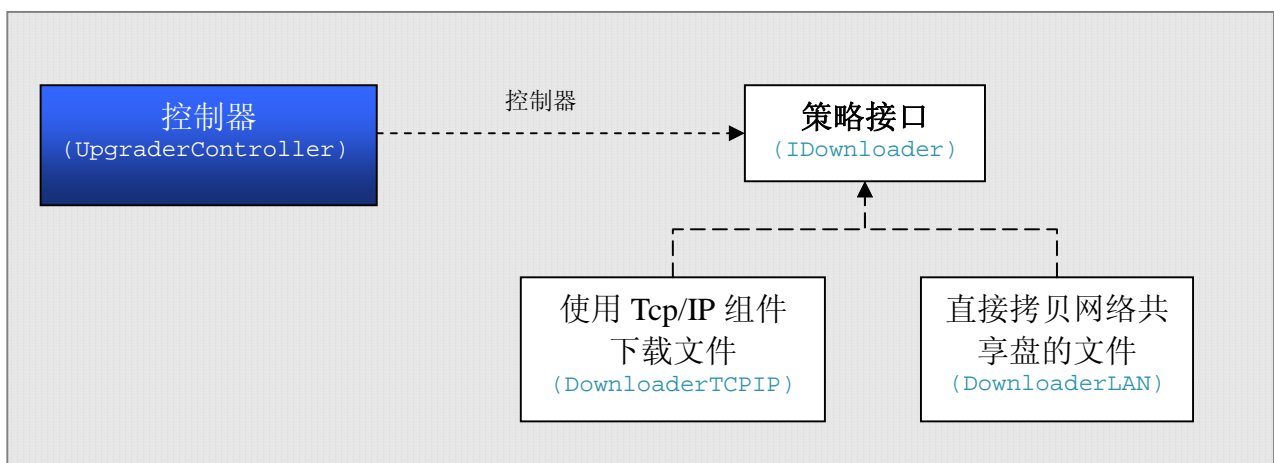 控制器
(UpgraderController)
控制器
策略接口
(IDownloader)
使用 Tcp/IP 组件
下载文件
(DownloaderTCPIP)
直接拷贝网络共
享盘的文件
(DownloaderLAN)